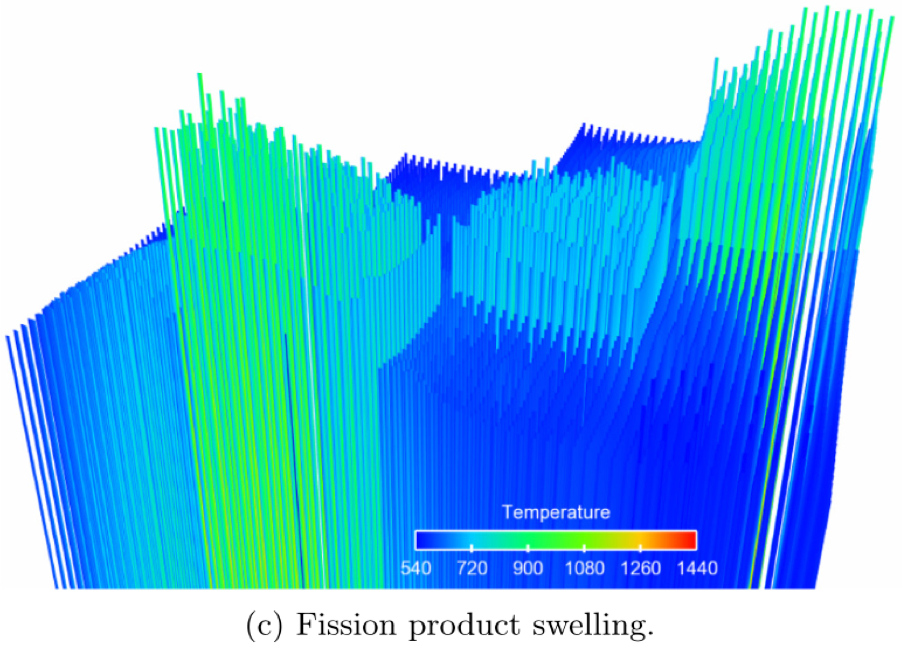 Temperature
540 720 900 1080 1260 1440
(c) Fission product swelling.